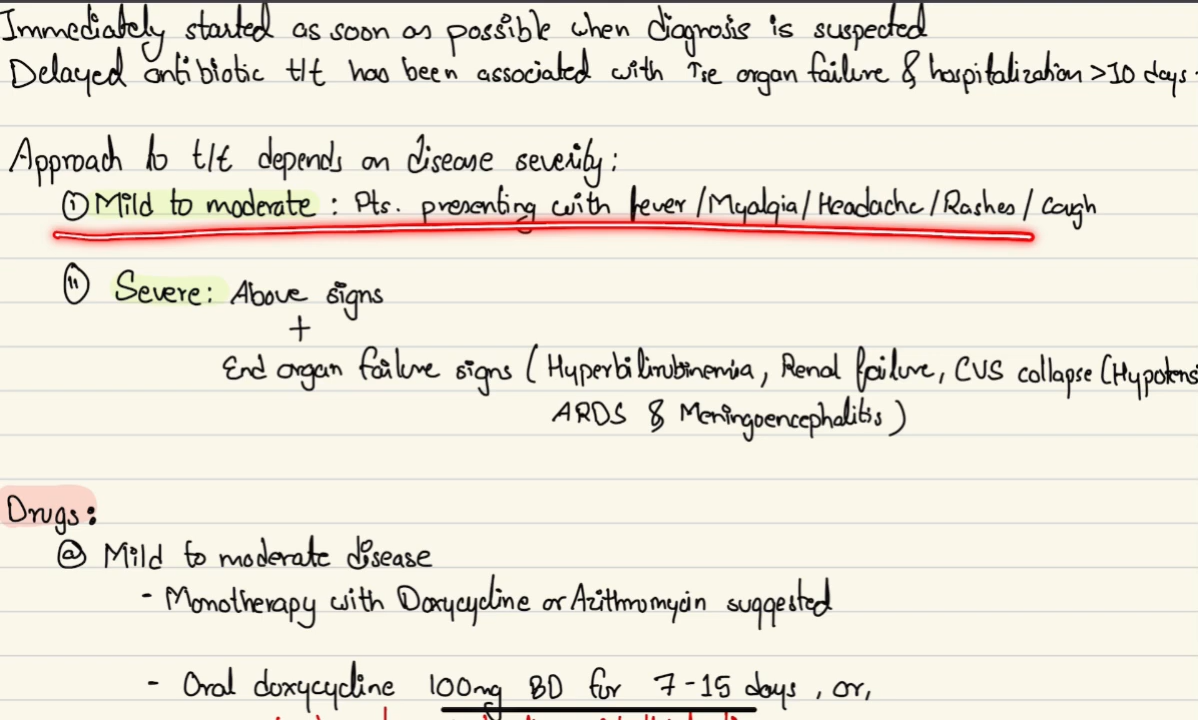 Immediately started as soon as possible when diagnosis is suspected
Delayed antibiotic t/t has been associated with ↑se organ failure & hospitalization >10 days.
Approach to t/t depends on disease severity:
(i) Mild to moderate : Pts. presenting with fever/Myalgia/Headache/Rashes/Cough
(ii) Severe: Above signs
+
End organ failure signs (Hyperbilirubinemia, Renal failure, CVS collapse (Hypotens
ARDS & Meningoencephalitis)
Drugs:
(a) Mild to moderate disease
- Monotherapy with Doxycycline or Azithromycin suggested
- Oral doxycycline 100mg BD for 7-15 days, or,